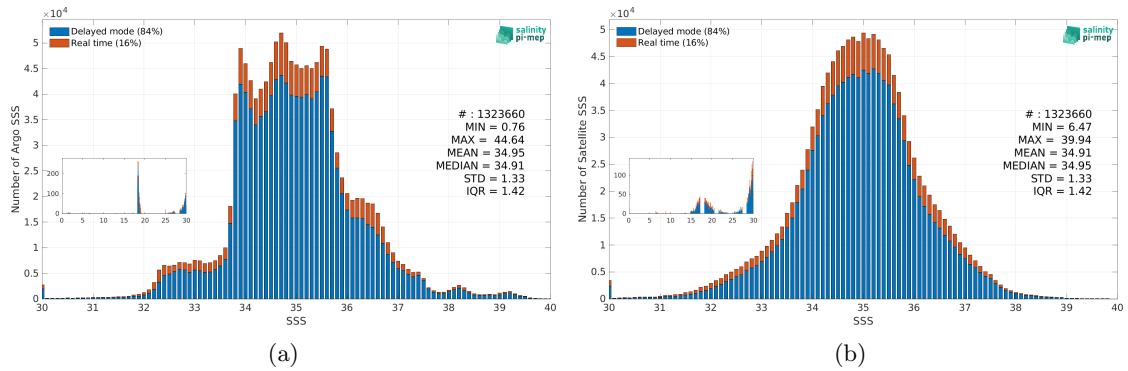 ×10⁴
Delayed mode (84%)
Real time (16%)
salinity
pi-mep
5
4.5
4
3.5
3
2.5
2
1.5
1
0.5
0
Number of Argo SSS
# : 1323660
MIN = 0.76
MAX = 44.64
MEAN = 34.95
MEDIAN = 34.91
STD = 1.33
IQR = 1.42
200
100
0
0 5 10 15 20 25 30
30 31 32 33 34 35 36 37 38 39 40
SSS
(a)
×10⁴
Delayed mode (84%)
Real time (16%)
salinity
pi-mep
5
4.5
4
3.5
3
2.5
2
1.5
1
0.5
0
Number of Satellite SSS
# : 1323660
MIN = 6.47
MAX = 39.94
MEAN = 34.91
MEDIAN = 34.95
STD = 1.33
IQR = 1.42
100
50
0
0 5 10 15 20 25 30
30 31 32 33 34 35 36 37 38 39 40
SSS
(b)